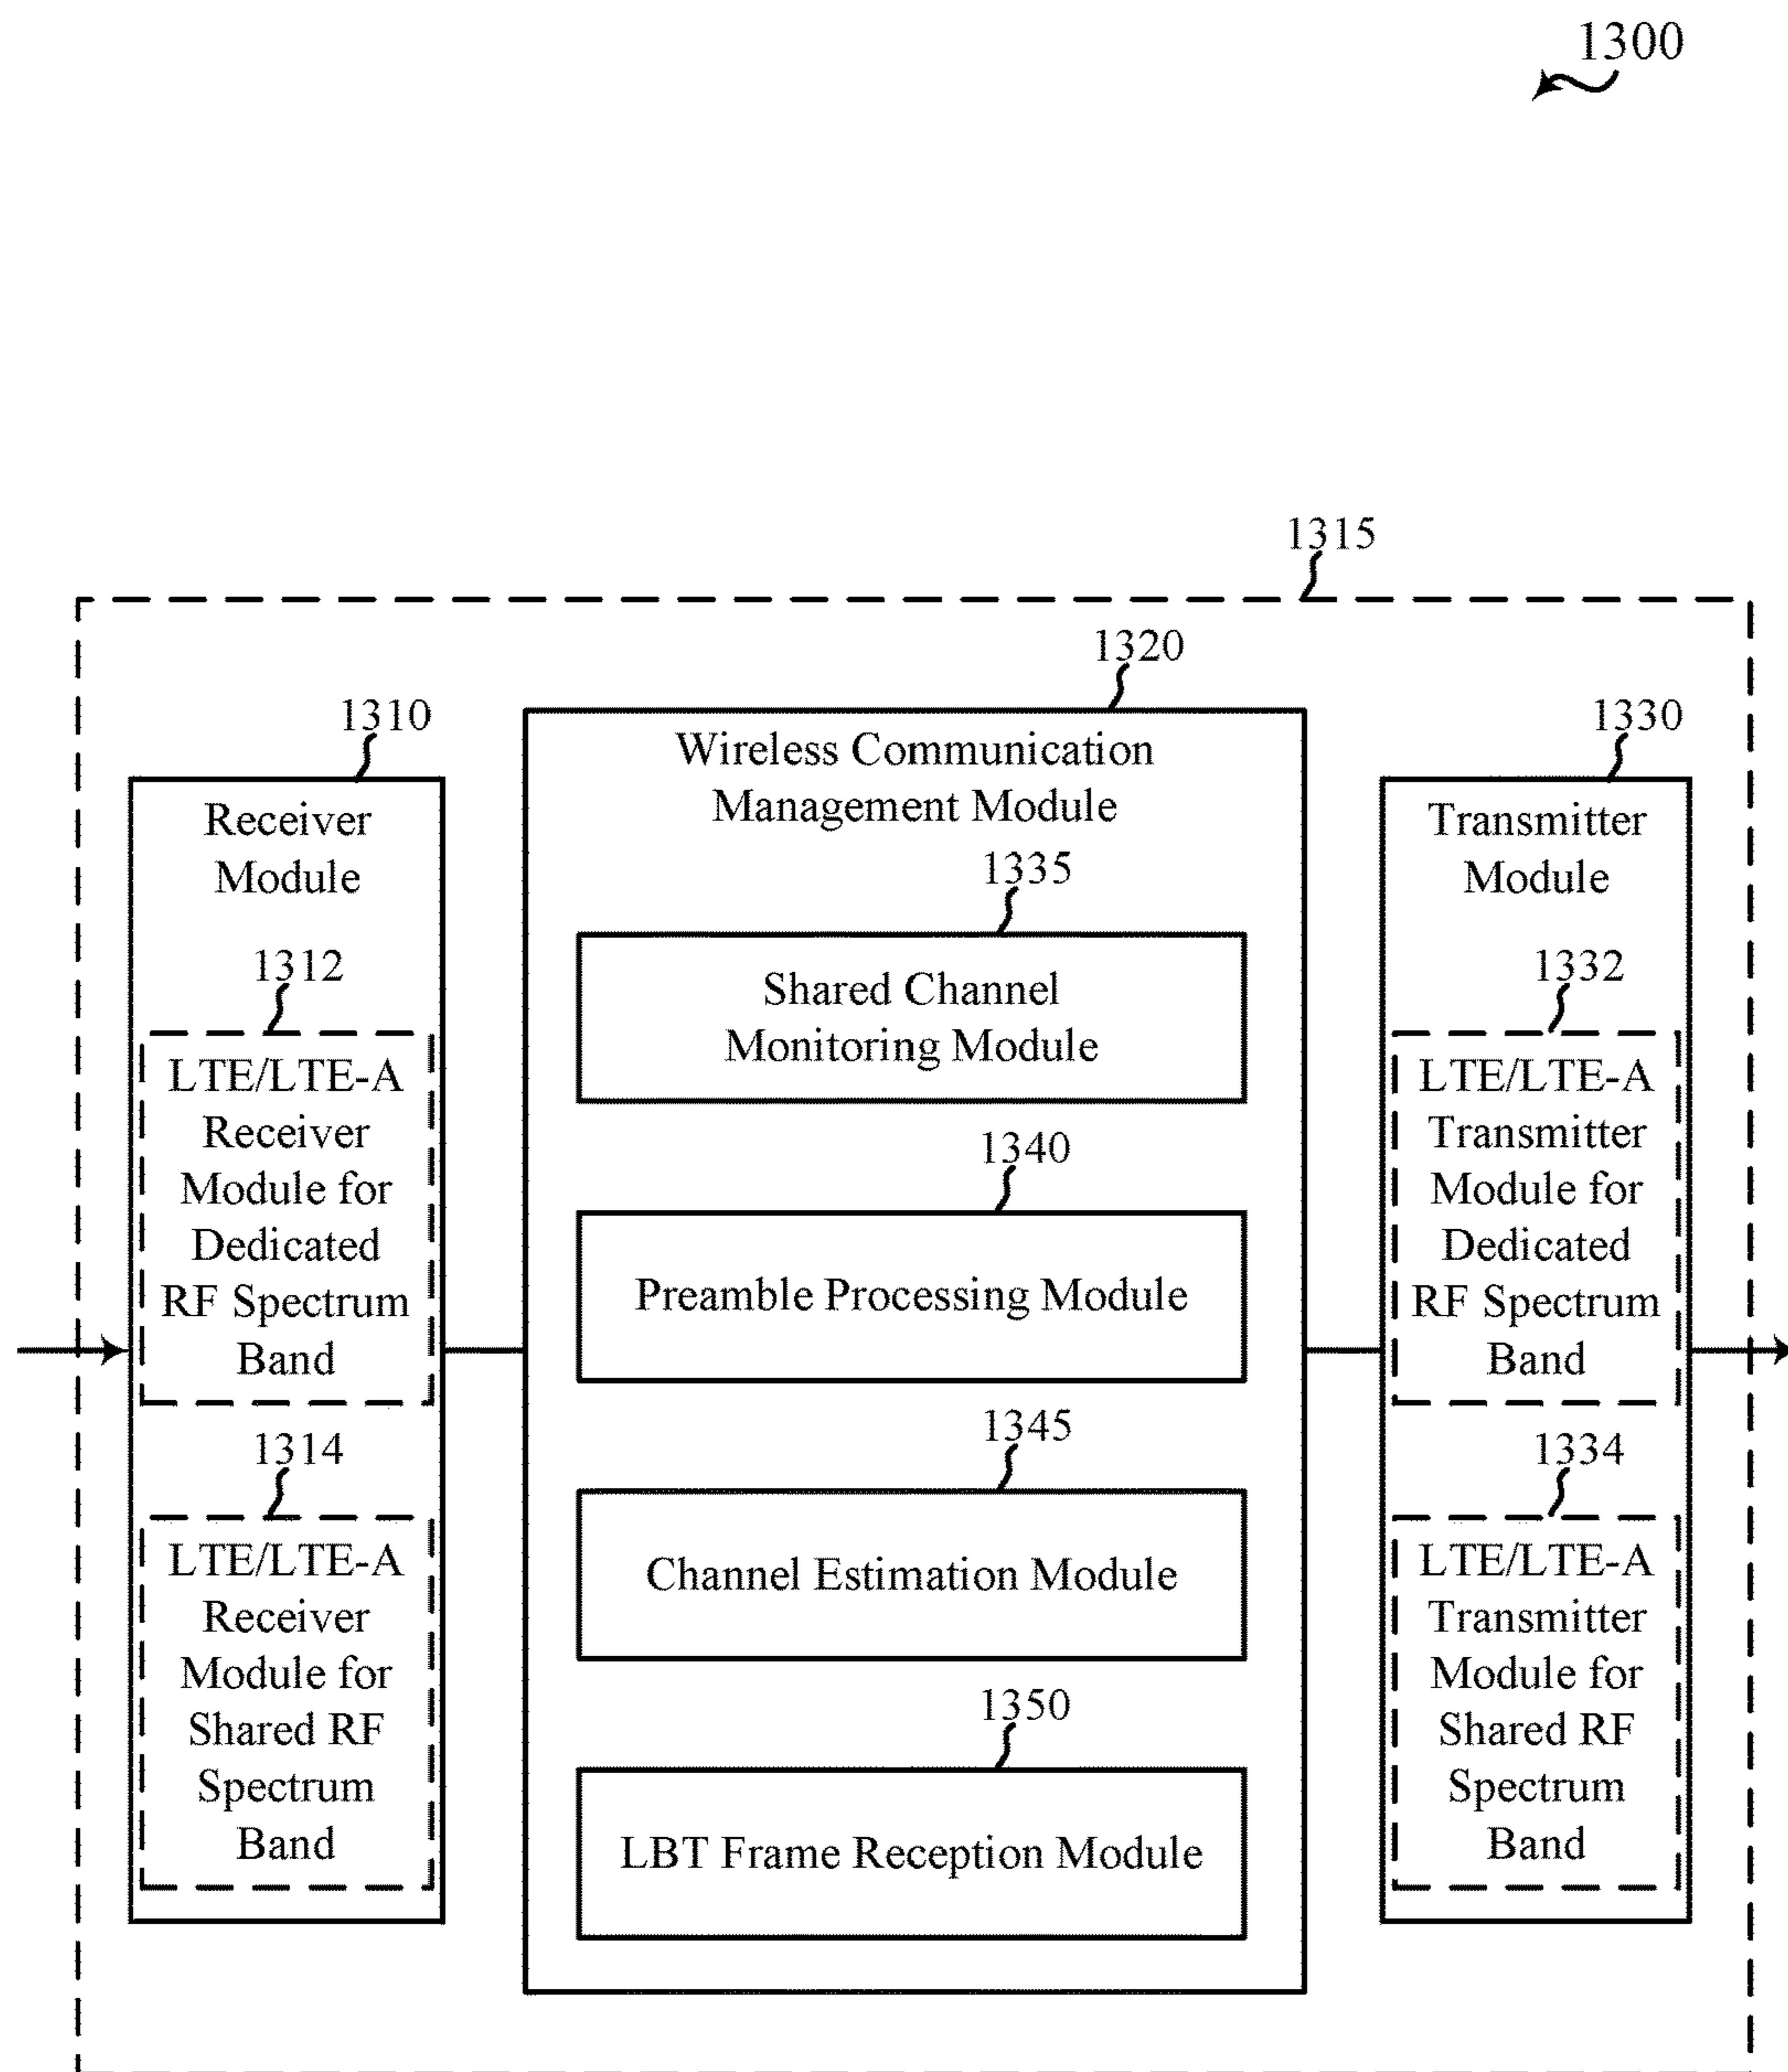 1300
1315
1320
1310
1330
Wireless Communication
Management Module
Receiver
Module
Transmitter
Module
1335
Shared Channel
Monitoring Module
1312
LTE/LTE-A
Receiver
Module for
Dedicated
RF Spectrum
Band
1332
LTE/LTE-A
Transmitter
Module for
Dedicated
RF Spectrum
Band
1340
Preamble Processing Module
1345
Channel Estimation Module
1314
LTE/LTE-A
Receiver
Module for
Shared RF
Spectrum
Band
1334
LTE/LTE-A
Transmitter
Module for
Shared RF
Spectrum
Band
1350
LBT Frame Reception Module